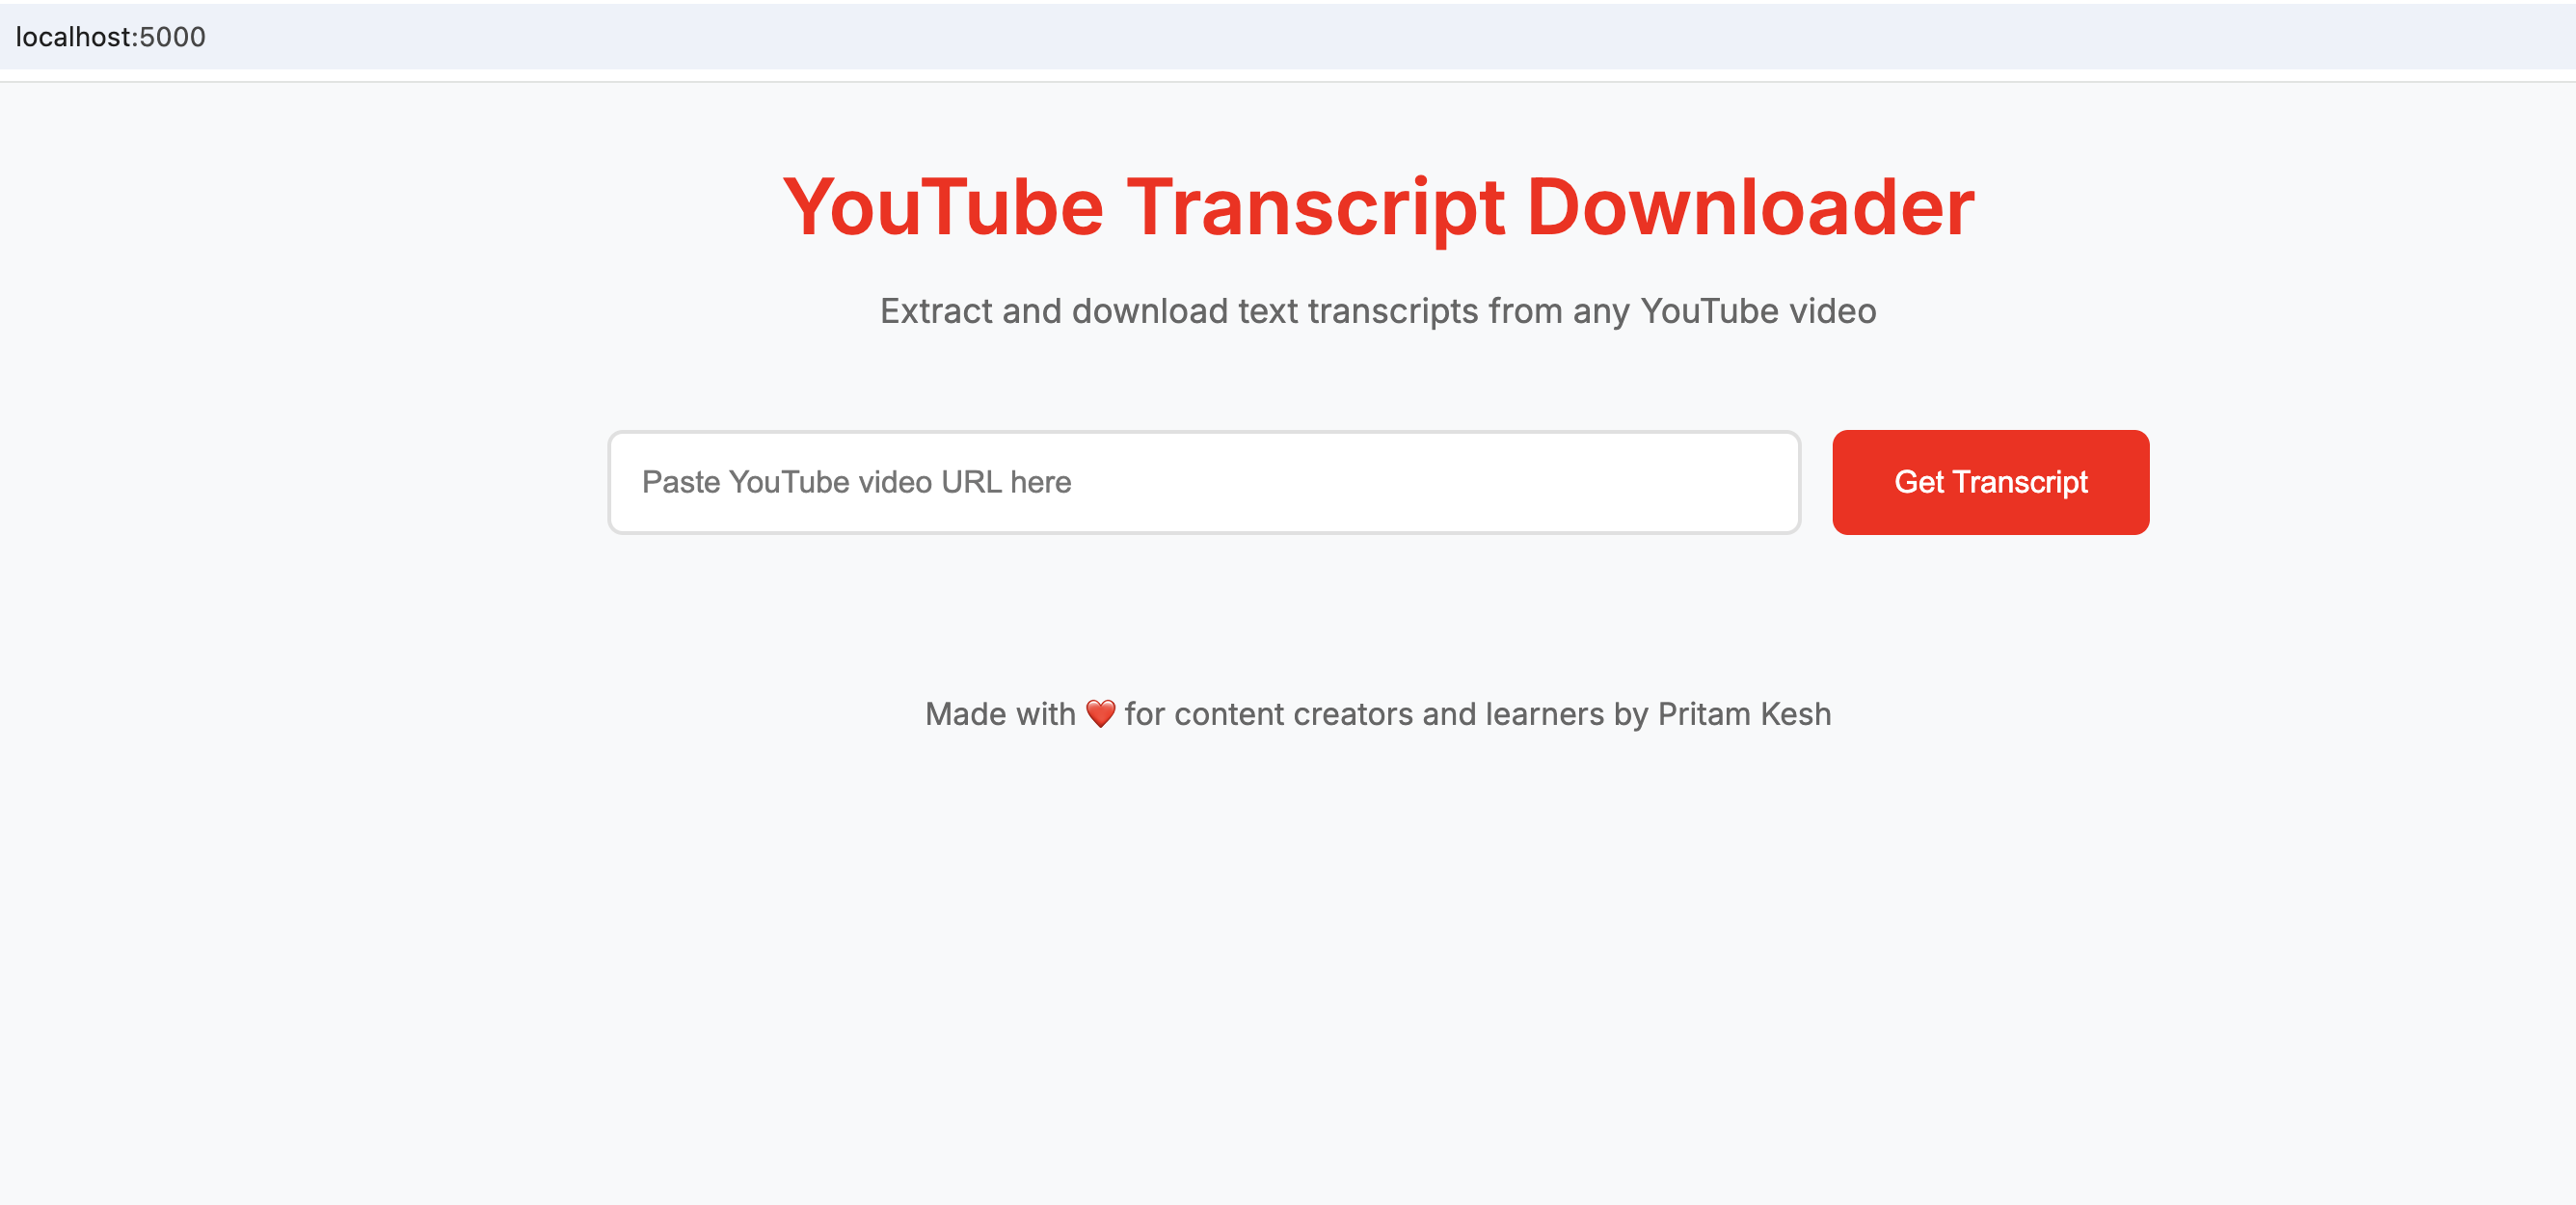 localhost:5000
YouTube Transcript Downloader
Extract and download text transcripts from any YouTube video
Paste YouTube video URL here
Get Transcript
Made with ❤️ for content creators and learners by Pritam Kesh